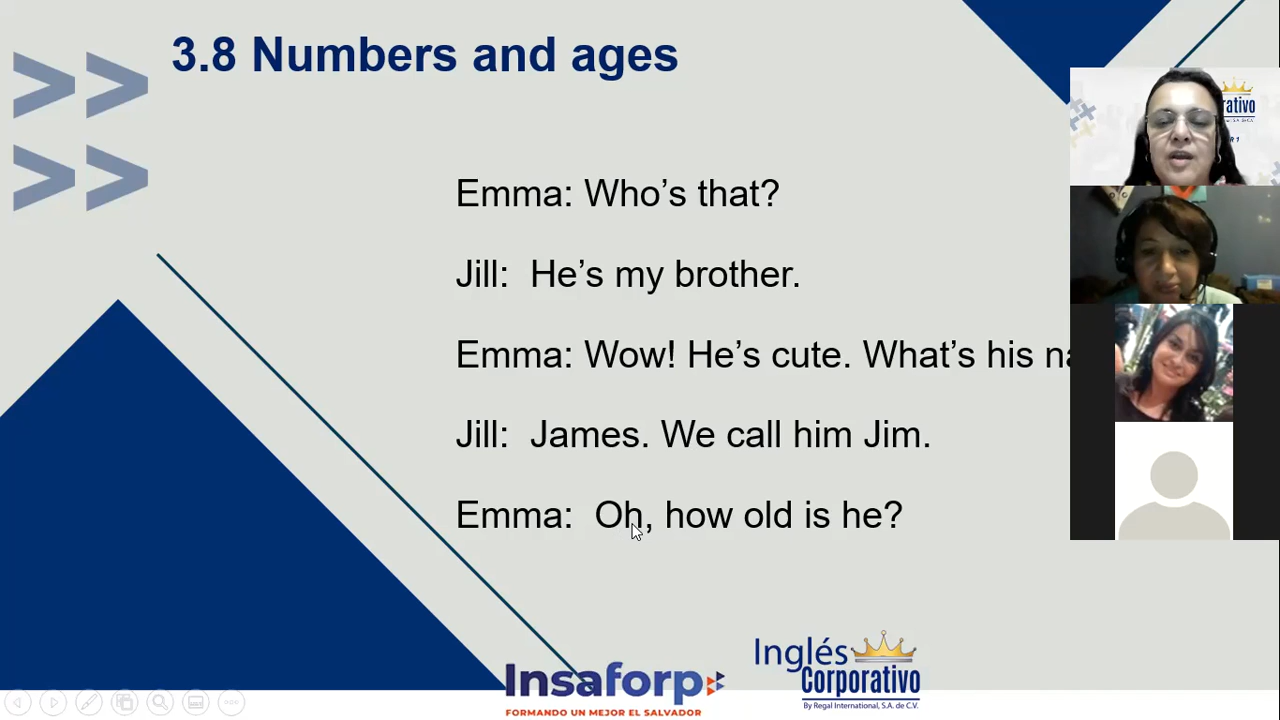 3.8 Numbers and ages
Emma: Who's that?
Jill: He's my brother.
Emma: Wow! He's cute. What's his
Jill: James. We call him Jim.
Emma: Oh, how old is he?
Insaforp
FORMANDO UN MEJOR EL SALVADOR
Inglés
Corporativo
By Regal International, S.A. de C.V.